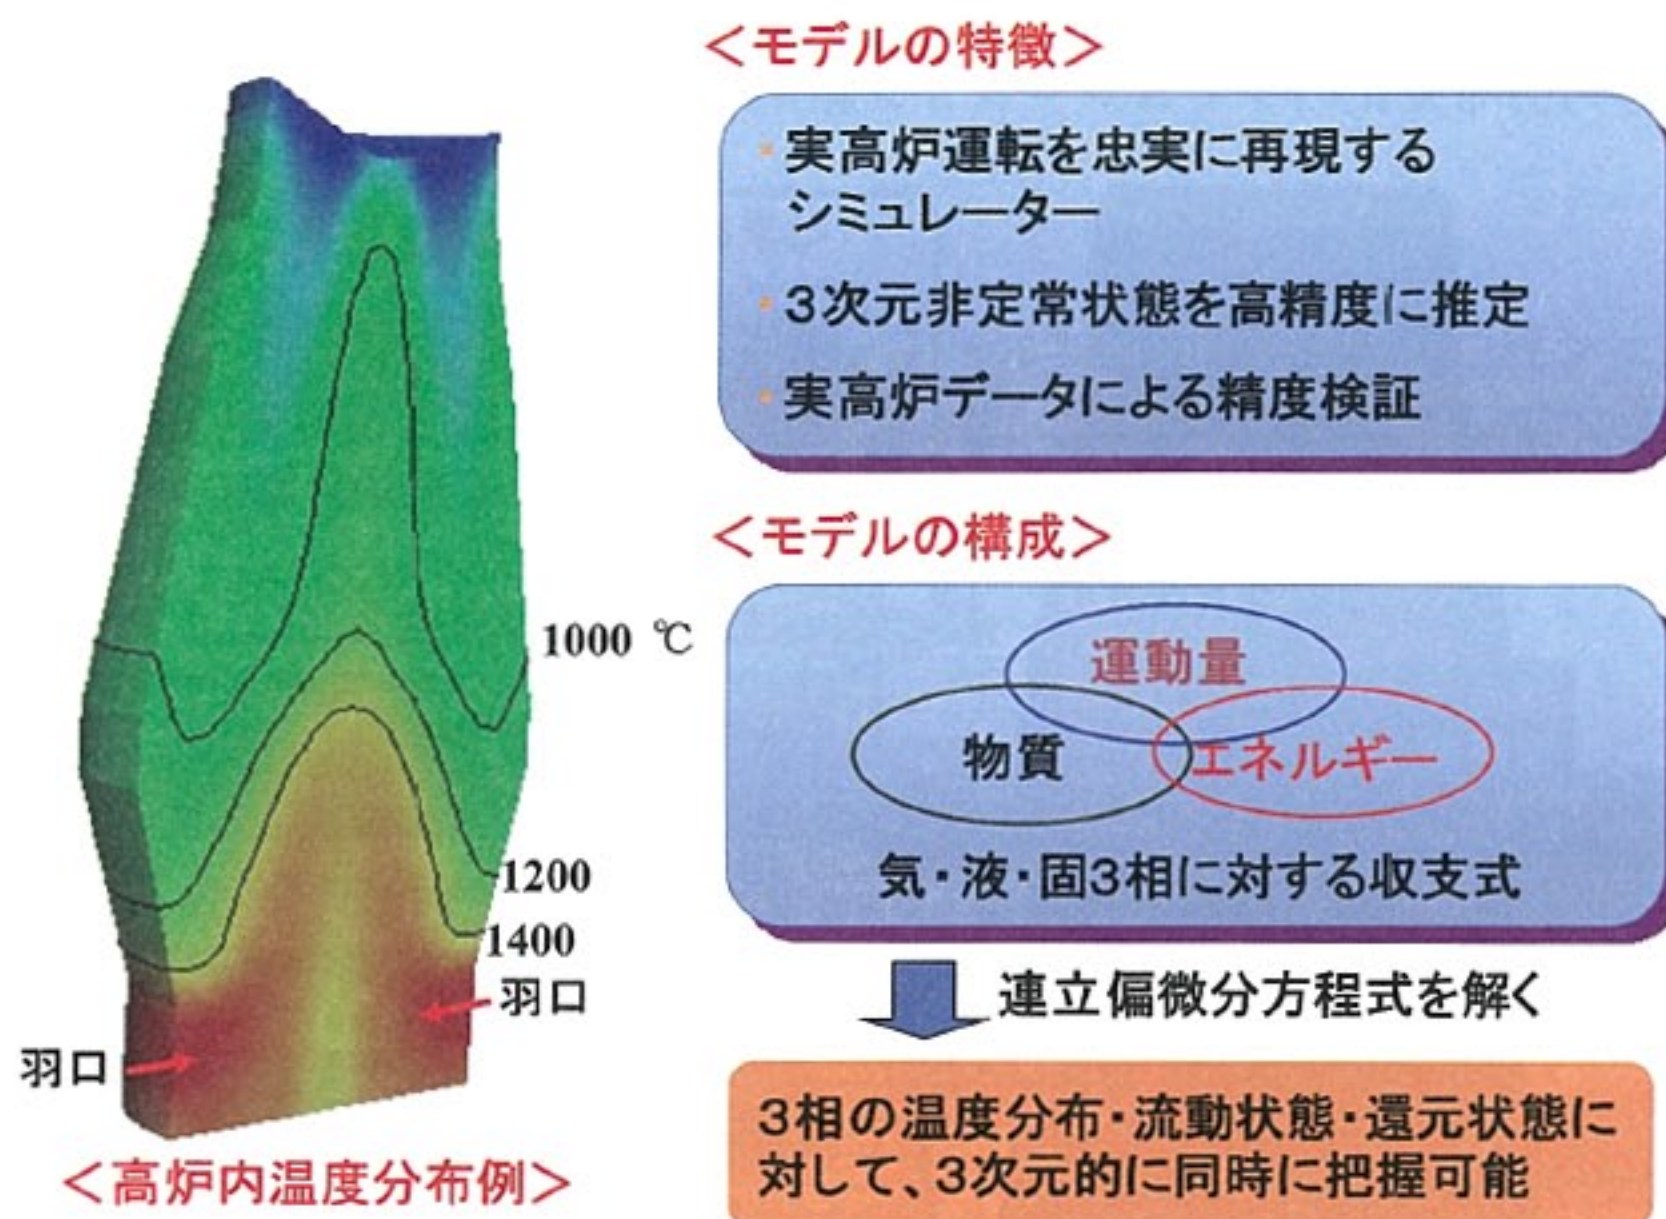 <モデルの特徴>
・実高炉運転を忠実に再現する
シミュレーター
・3次元非定常状態を高精度に推定
・実高炉データによる精度検証
<モデルの構成>
運動量
物質
エネルギー
気・液・固3相に対する収支式
連立偏微分方程式を解く
3相の温度分布・流動状態・還元状態に
対して、3次元的に同時に把握可能
1000 ℃
1200
1400
羽口
羽口
<高炉内温度分布例>